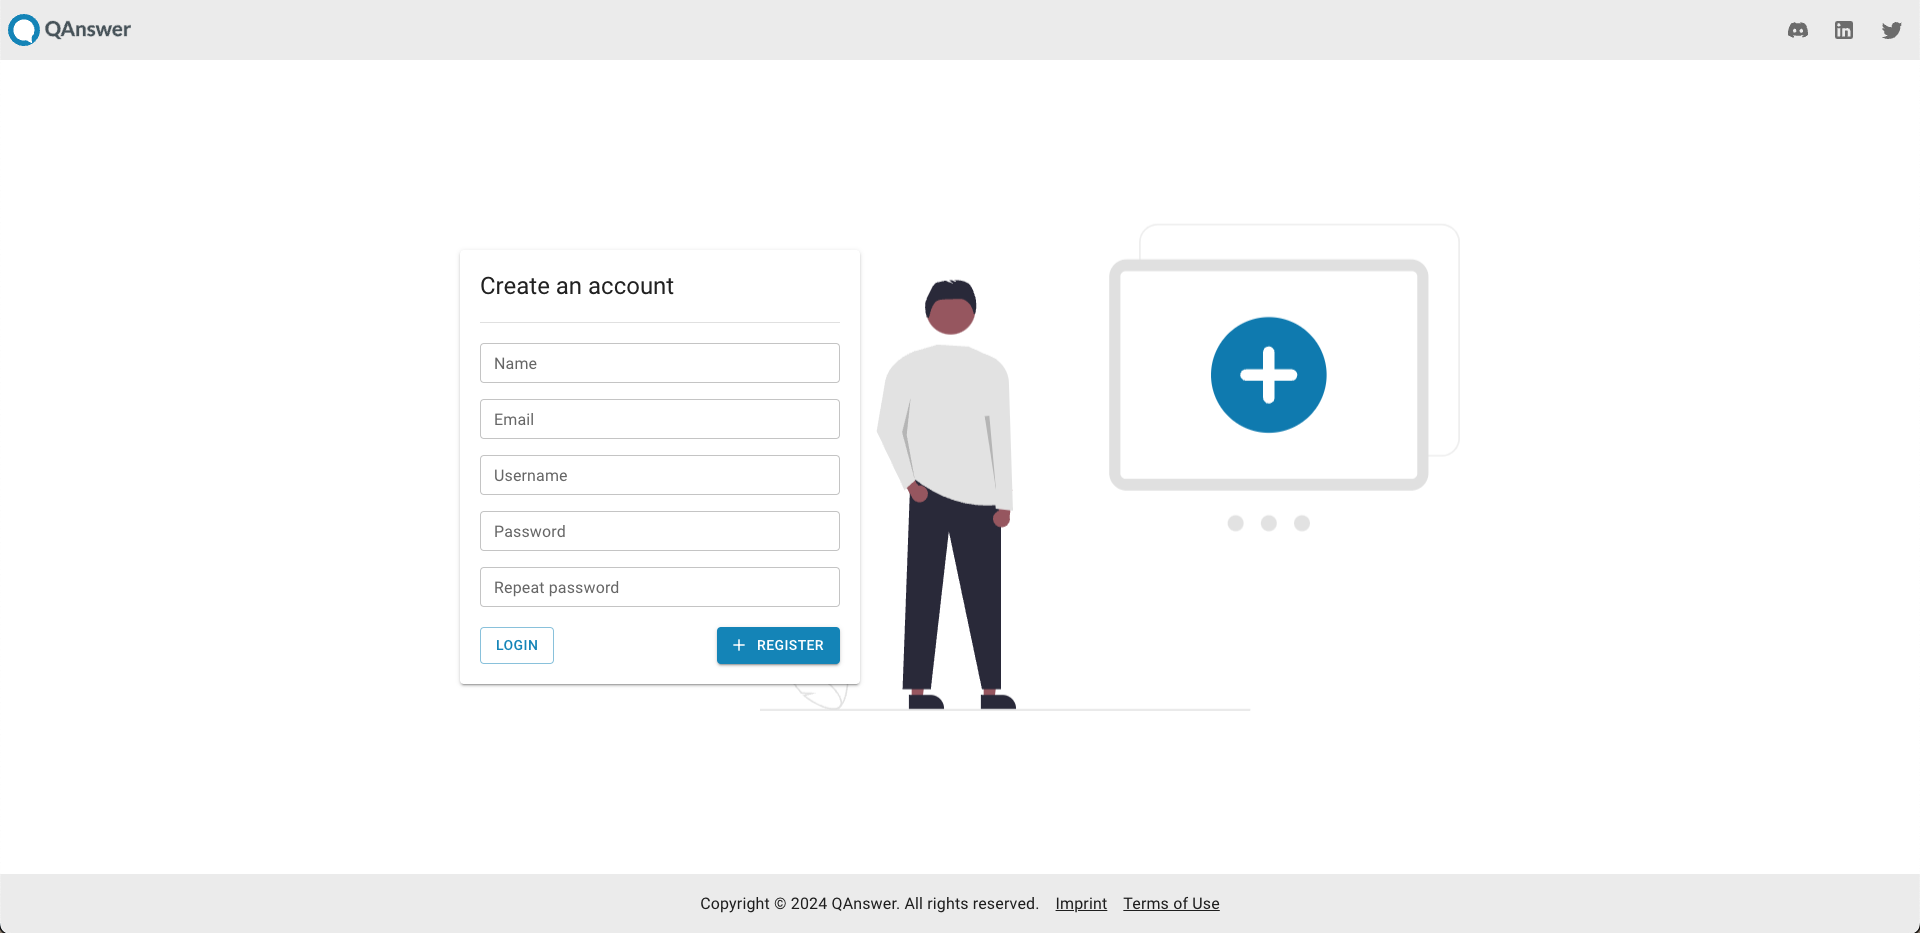 QAnswer
Create an account
Name
Email
Username
Password
Repeat password
LOGIN
REGISTER
Copyright © 2024 QAnswer. All rights reserved. Imprint Terms of Use